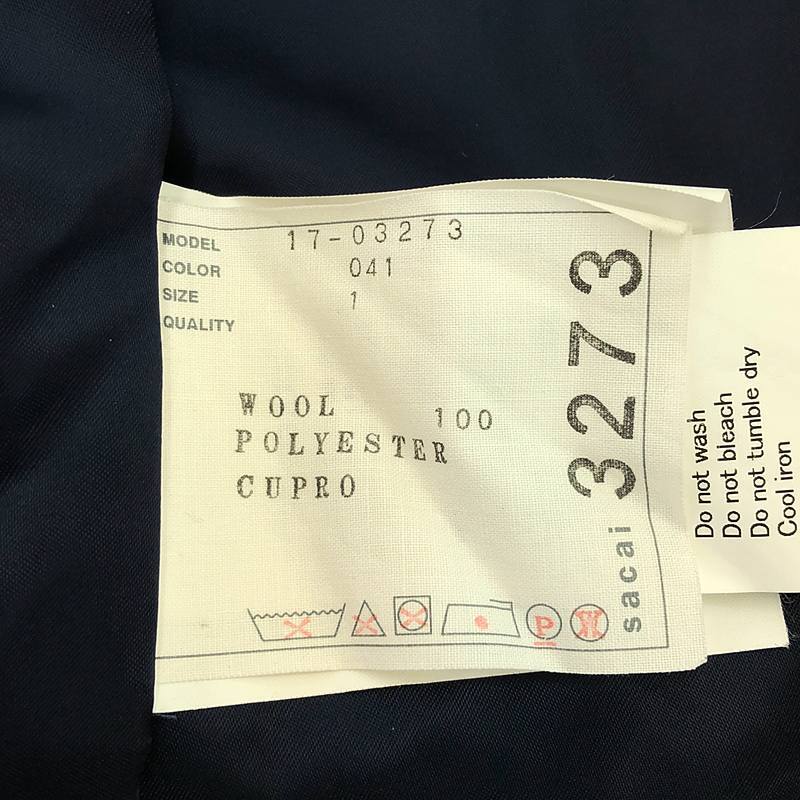 MODEL 17-03273
COLOR 041
SIZE 1
QUALITY
WOOL 100
POLYESTER
CUPRO
P
W
sacai 3273
Do not wash
Do not bleach
Do not tumble dry
Cool iron